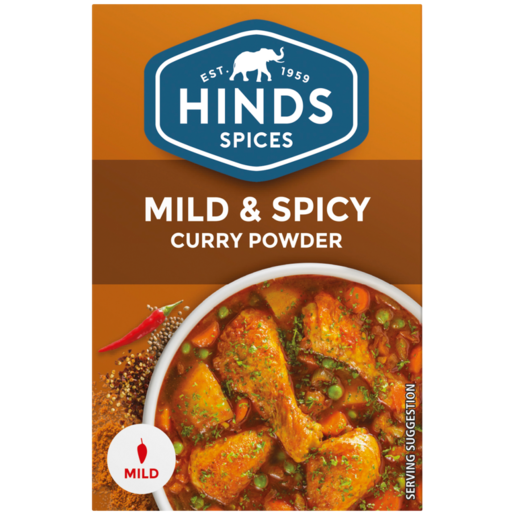 EST. 1959
HINDS
SPICES
MILD & SPICY
CURRY POWDER
MILD
SERVING SUGGESTION